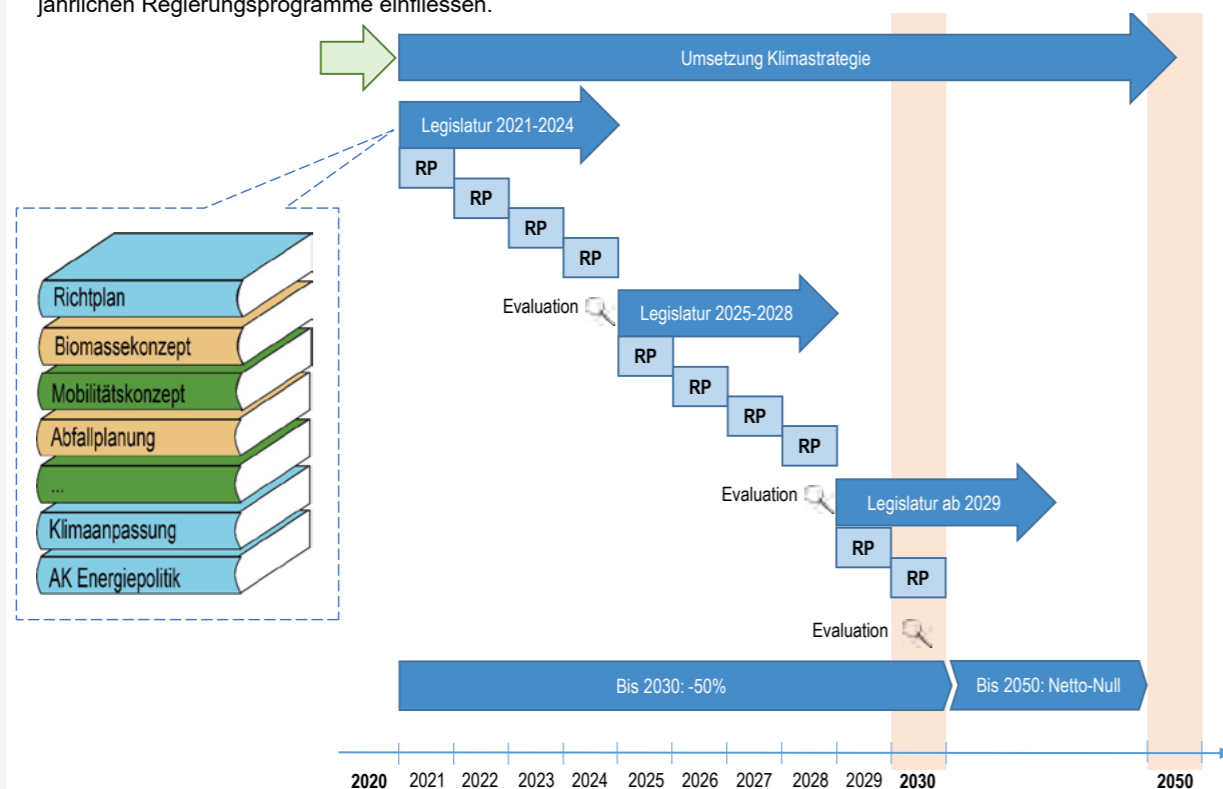 jährlichen Regierungsprogramme einfliessen.
Umsetzung Klimastrategie
Legislatur 2021-2024
RP
RP
RP
RP
Richtplan
Biomassekonzept
Mobilitätskonzept
Abfallplanung
...
Klimaanpassung
AK Energiepolitik
Evaluation
Legislatur 2025-2028
RP
RP
RP
RP
Evaluation
Legislatur ab 2029
RP
RP
Evaluation
Bis 2030: -50%
Bis 2050: Netto-Null
2020 2021 2022 2023 2024 2025 2026 2027 2028 2029 2030 2050